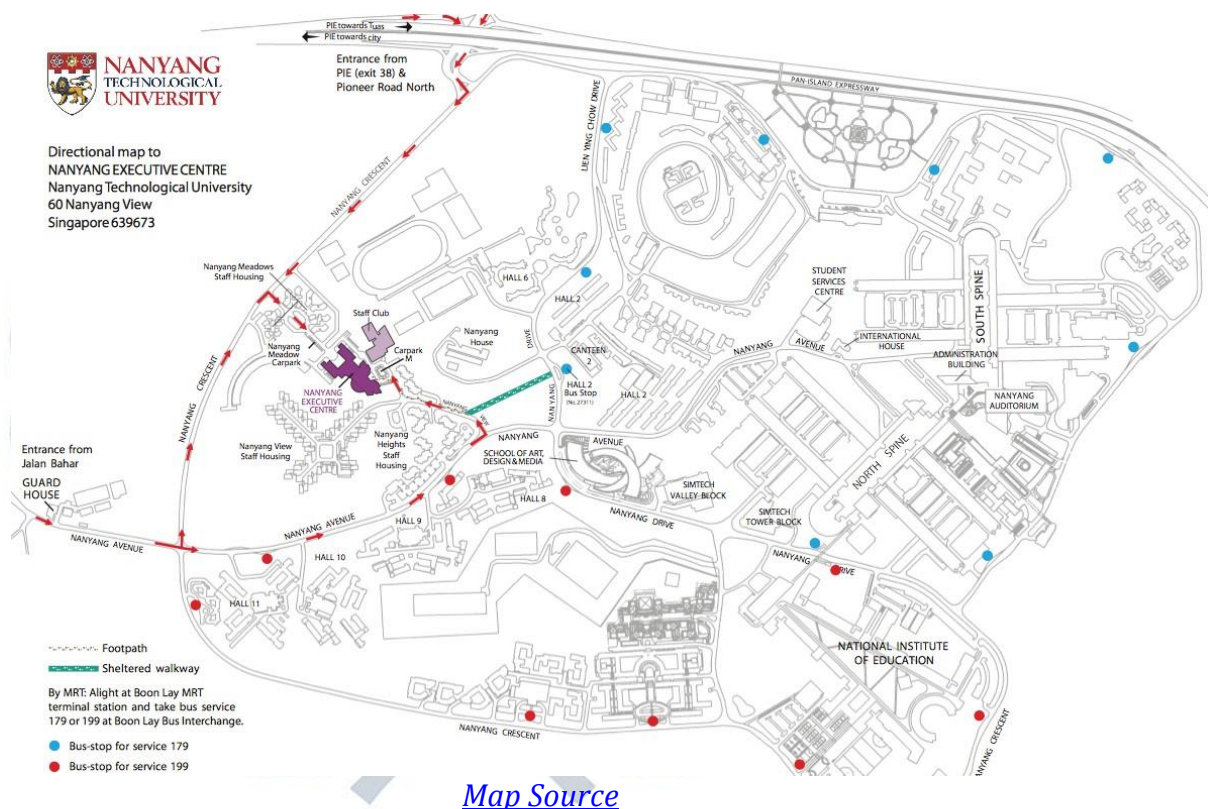 PIE towards Tuas
PIE towards city
NANYANG
TECHNOLOGICAL
UNIVERSITY
Entrance from
PIE (exit 38) &
Pioneer Road North
Directional map to
NANYANG EXECUTIVE CENTRE
Nanyang Technological University
60 Nanyang View
Singapore 639673
PAN-ISLAND EXPRESSWAY
LIEN YING CHOW DRIVE
NANYANG CRESCENT
Nanyang Meadows
Staff Housing
HALL 6
HALL 2
STUDENT
SERVICES
CENTRE
SOUTH SPINE
Staff Club
Nanyang
House
DRIVE
INTERNATIONAL
HOUSE
Nanyang
Meadow
Carpark
Carpark
M
CANTEEN
2
NANYANG
AVENUE
ADMINISTRATION
BUILDING
NANYANG CRESCENT
NANYANG
EXECUTIVE
CENTRE
HALL 2
Bus Stop
(No. 27311)
HALL 2
NANYANG
AUDITORIUM
NANYANG
NANYANG
VIEW
Nanyang View
Staff Housing
Nanyang
Heights
Staff
Housing
NANYANG
AVENUE
SCHOOL OF ART,
DESIGN & MEDIA
NORTH SPINE
Entrance from
Jalan Bahar
GUARD
HOUSE
SIMTECH
VALLEY BLOCK
HALL 8
SIMTECH
TOWER BLOCK
NANYANG DRIVE
NANYANG AVENUE
NANYANG AVENUE
HALL 9
HALL 10
NANYANG DRIVE
HALL 11
NATIONAL INSTITUTE
OF EDUCATION
Footpath
Sheltered walkway
By MRT: Alight at Boon Lay MRT
terminal station and take bus service
179 or 199 at Boon Lay Bus Interchange.
NANYANG CRESCENT
NANYANG CRESCENT
Bus-stop for service 179
Bus-stop for service 199
Map Source